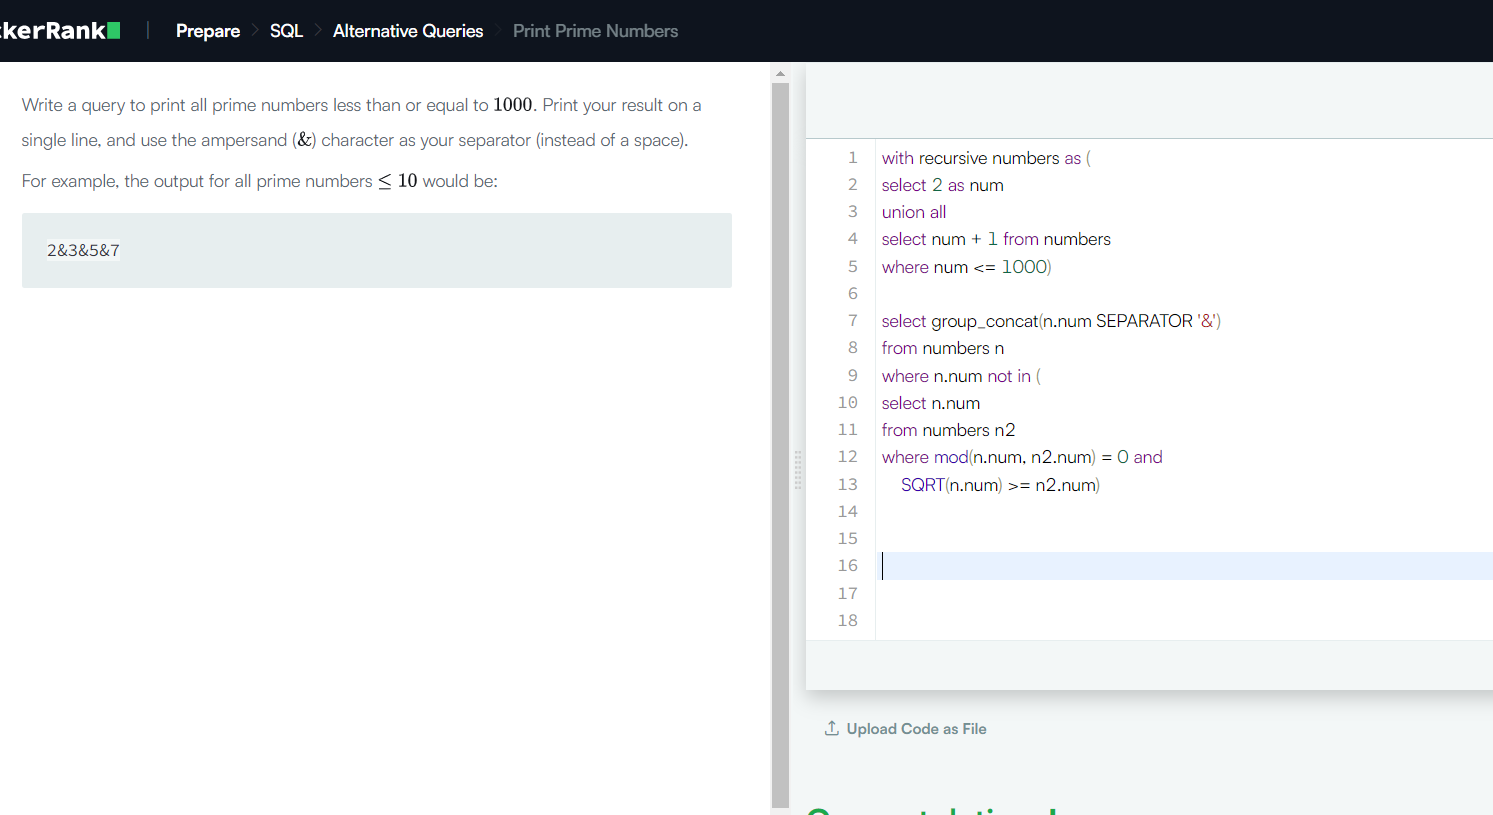 kerRank
Prepare > SQL > Alternative Queries > Print Prime Numbers
Write a query to print all prime numbers less than or equal to 1000. Print your result on a
single line, and use the ampersand (&) character as your separator (instead of a space).
For example, the output for all prime numbers ≤ 10 would be:
2&3&5&7
1 with recursive numbers as (
2 select 2 as num
3 union all
4 select num + 1 from numbers
5 where num <= 1000)
6
7 select group_concat(n.num SEPARATOR '&')
8 from numbers n
9 where n.num not in (
10 select n.num
11 from numbers n2
12 where mod(n.num, n2.num) = 0 and
13 SQRT(n.num) >= n2.num)
14
15
16
17
18
Upload Code as File